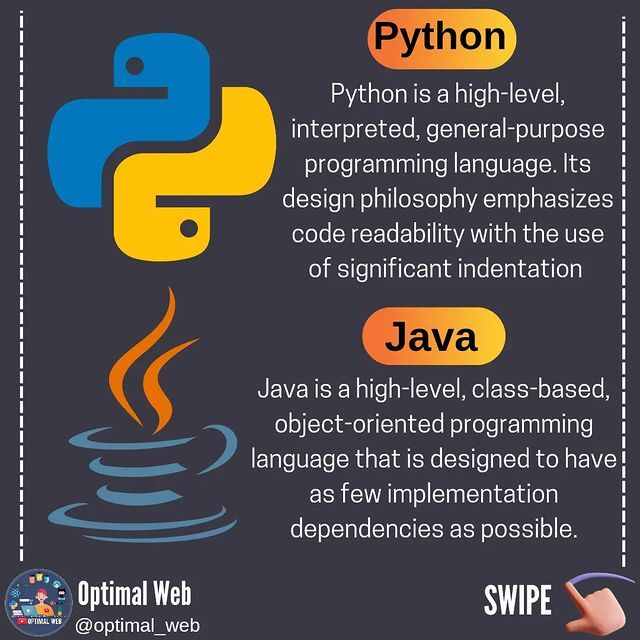 Python
Python is a high-level,
interpreted, general-purpose
programming language. Its
design philosophy emphasizes
code readability with the use
of significant indentation
Java
Java is a high-level, class-based,
object-oriented programming
language that is designed to have
as few implementation
dependencies as possible.
OPTIMAL WEB
Optimal Web
@optimal_web
SWIPE